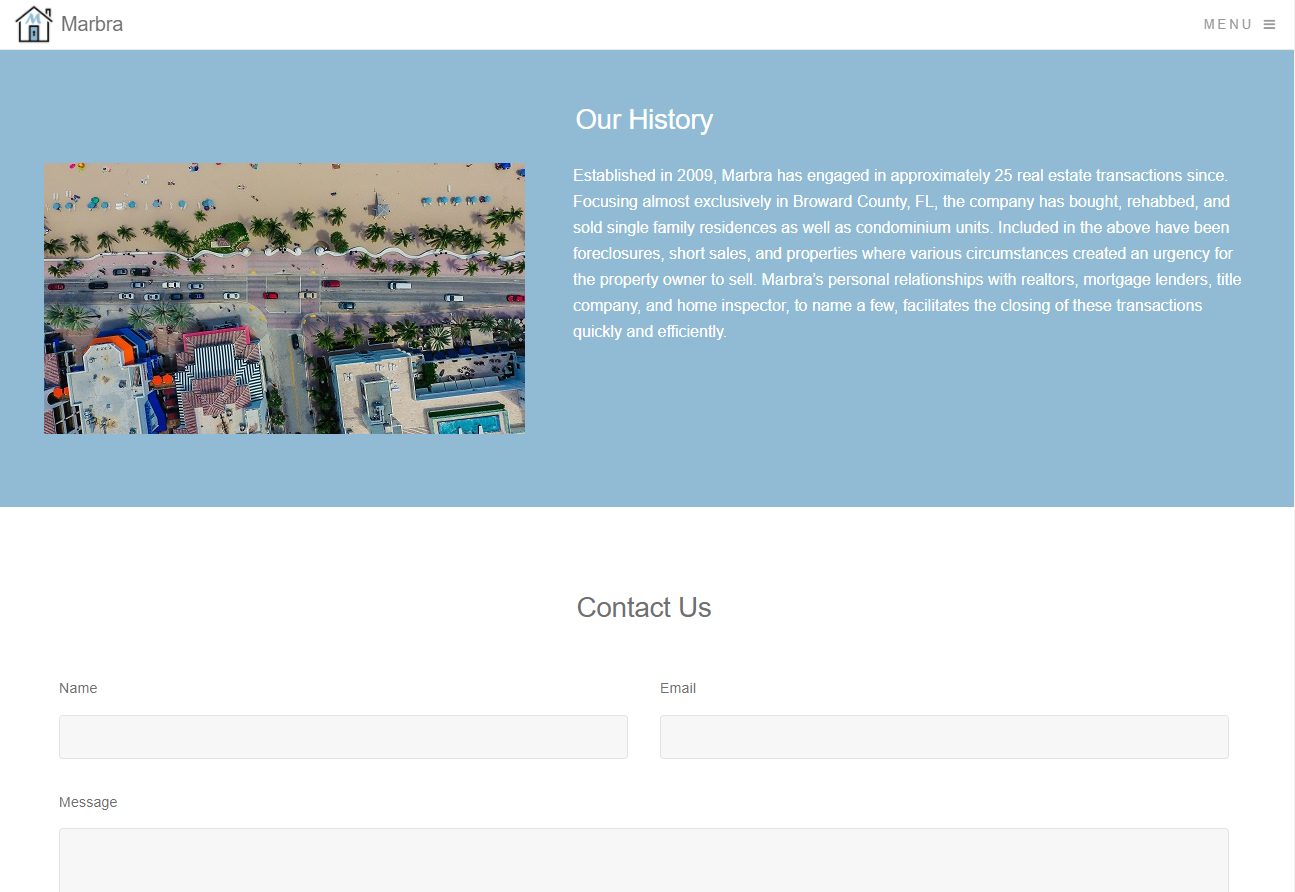 Marbra
MENU
Our History
Established in 2009, Marbra has engaged in approximately 25 real estate transactions since.
Focusing almost exclusively in Broward County, FL, the company has bought, rehabbed, and
sold single family residences as well as condominium units. Included in the above have been
foreclosures, short sales, and properties where various circumstances created an urgency for
the property owner to sell. Marbra’s personal relationships with realtors, mortgage lenders, title
company, and home inspector, to name a few, facilitates the closing of these transactions
quickly and efficiently.
Contact Us
Name
Email
Message